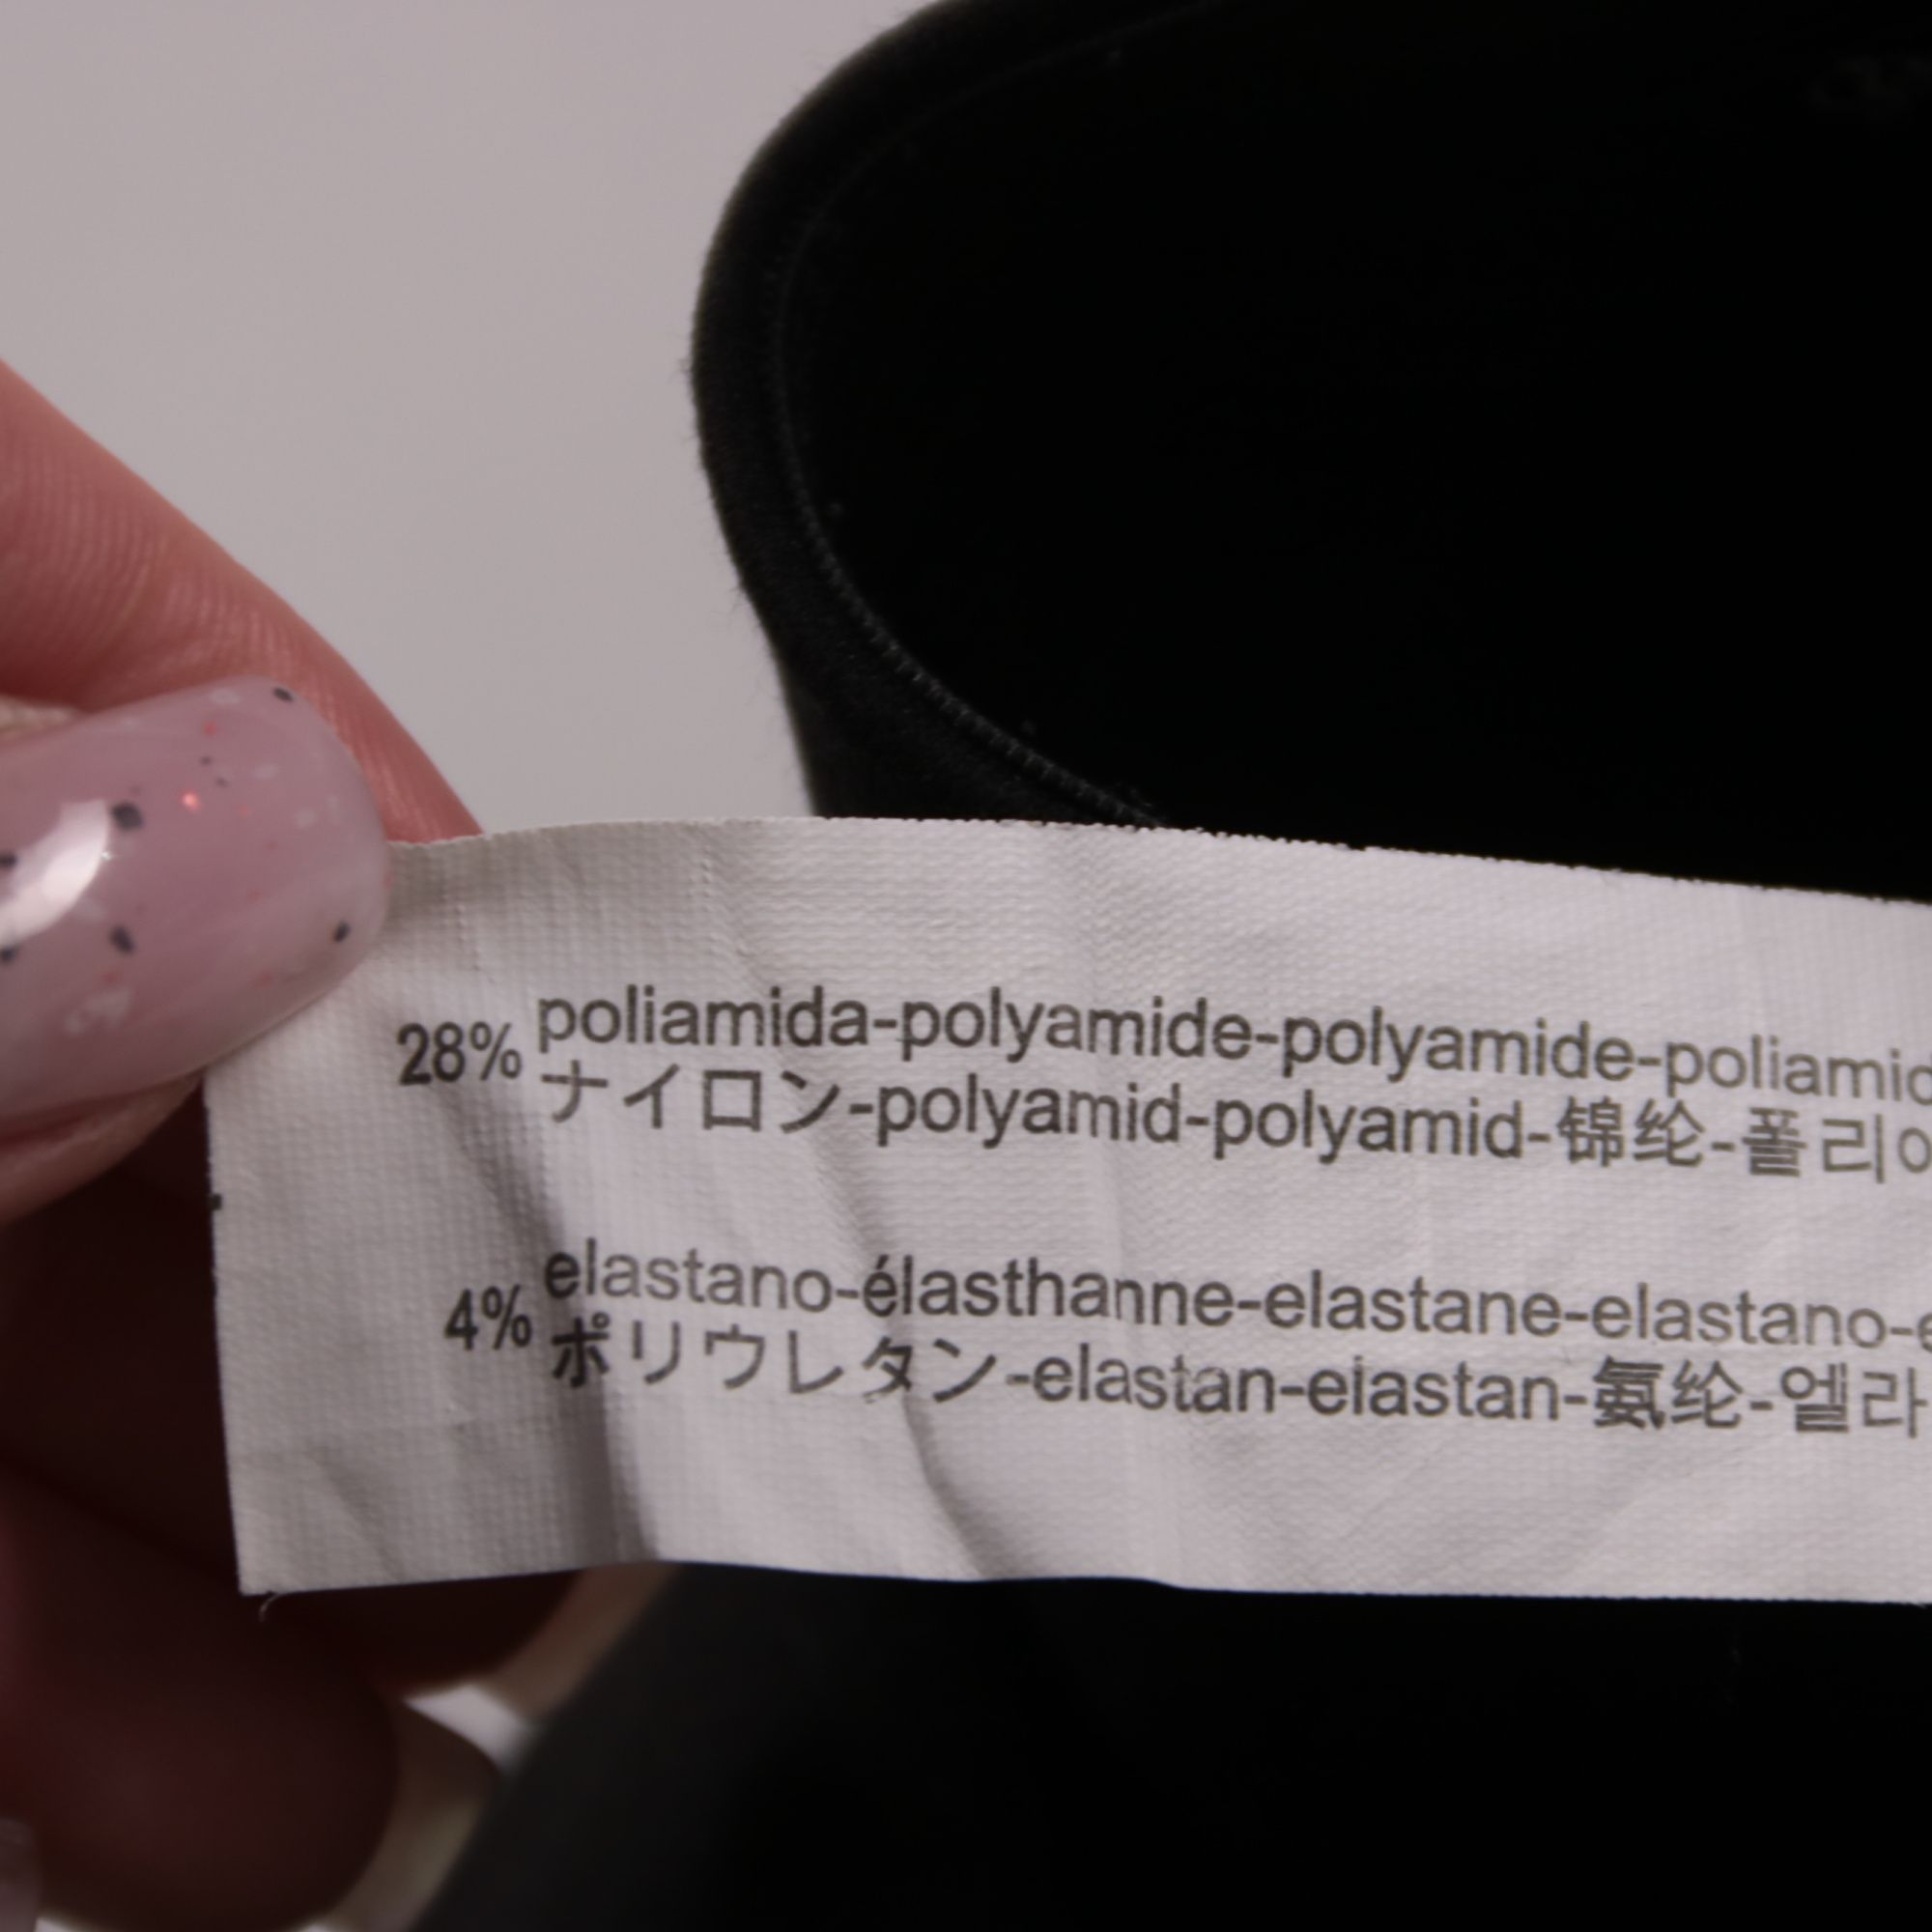 28% poliamida-polyamide-polyamide-poliamid
ナイロン-polyamid-polyamid-锦纶-폴리아
4% elastano-élasthanne-elastane-elastano-e
ポリウレタン-elastan-elastan-氨纶-엘라